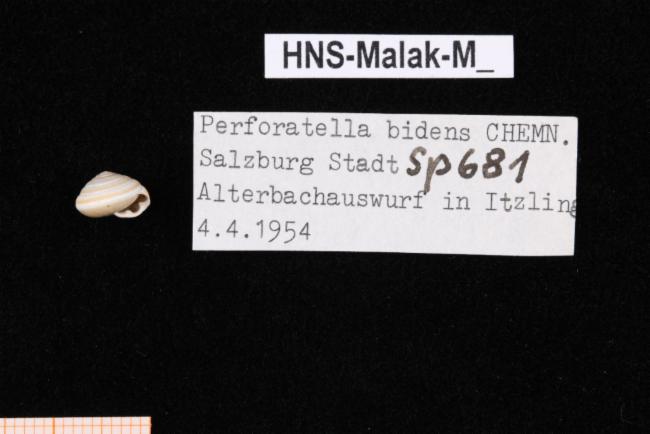 HNS-Malak-M_
Perforatella bidens CHEMN.
Salzburg Stadt Sp681
Alterbachauswurf in Itzling
4.4.1954